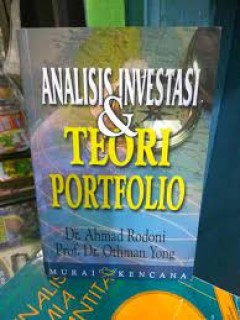 ANALISIS INVESTASI
&
TEORI
PORTFOLIO
Dr. Ahmad Rodoni
Prof. Dr. Othman Yong
MURAI KENCANA